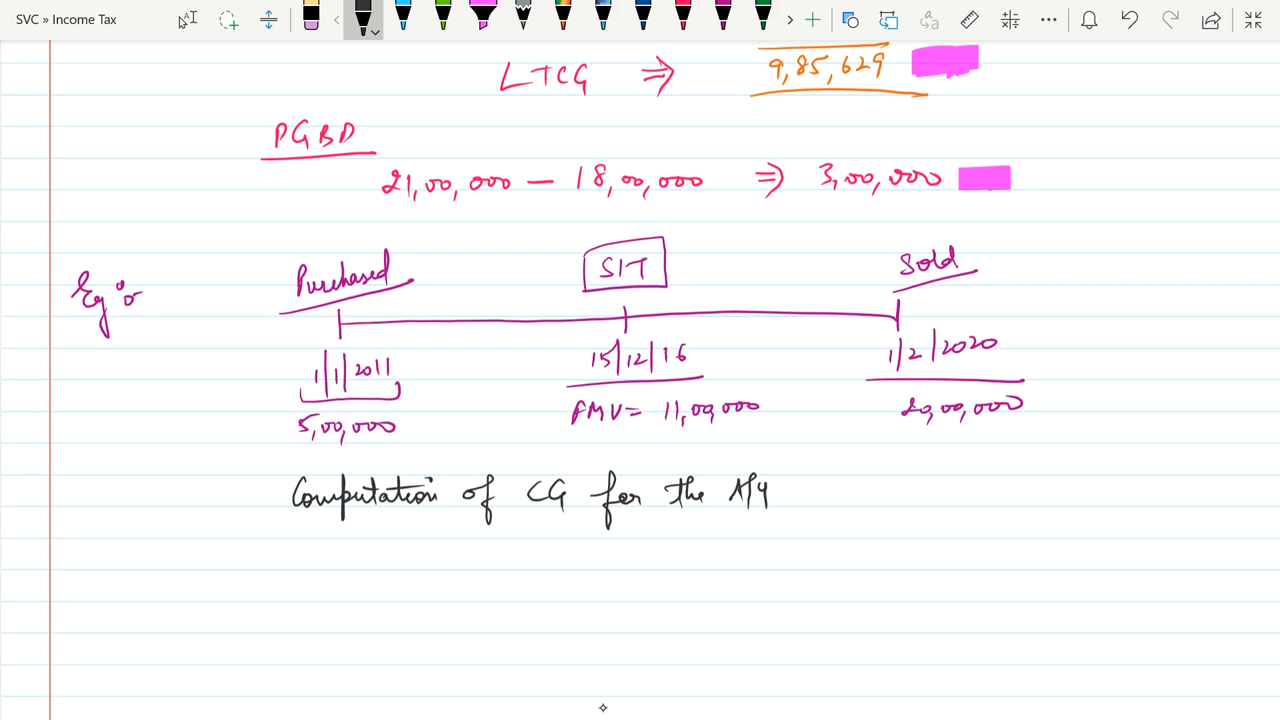 SVC » Income Tax
9,85,629
LTCG ⇒
PGBP
21,00,000 — 18,00,000 ⇒ 3,00,000
Eg:
Purchased SIT Sold
1/1/2011 15/12/16 1/2/2020
5,00,000 FMV = 11,00,000 20,00,000
Computation of CG for the A/Y